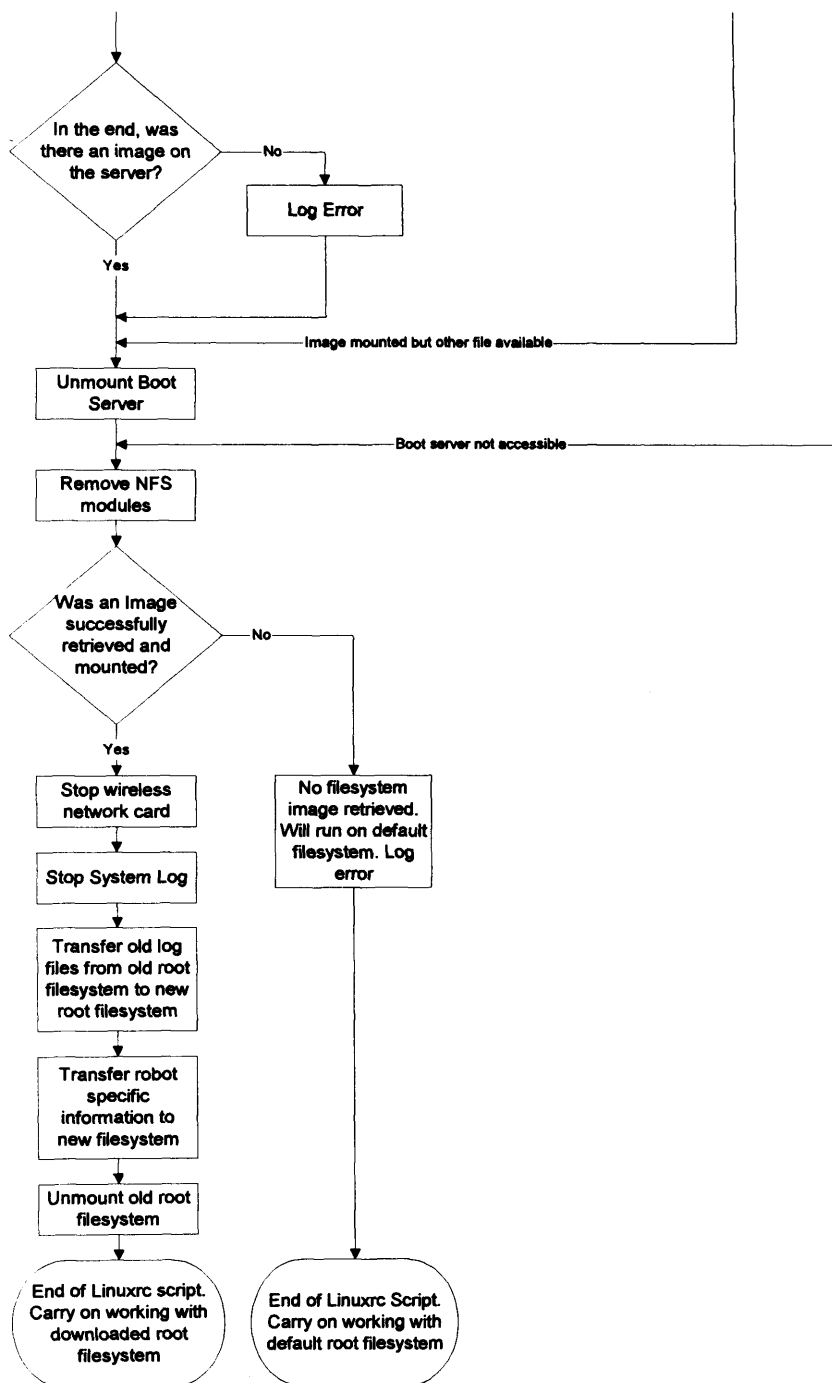 In the end, was
there an image on
the server?
No
Log Error
Yes
Image mounted but other file available
Unmount Boot
Server
Boot server not accessible
Remove NFS
modules
Was an Image
successfully
retrieved and
mounted?
No
Yes
Stop wireless
network card
No filesystem
image retrieved.
Will run on default
filesystem. Log
error
Stop System Log
Transfer old log
files from old root
filesystem to new
root filesystem
Transfer robot
specific
information to
new filesystem
Unmount old root
filesystem
End of Linuxrc script.
Carry on working with
downloaded root
filesystem
End of Linuxrc Script.
Carry on working with
default root filesystem